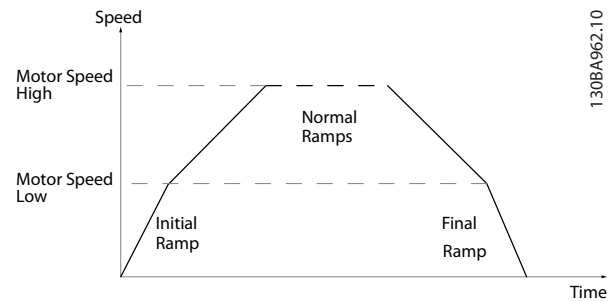 Speed
130BA962.10
Motor Speed
High
Normal
Ramps
Motor Speed
Low
Initial
Ramp
Final
Ramp
Time